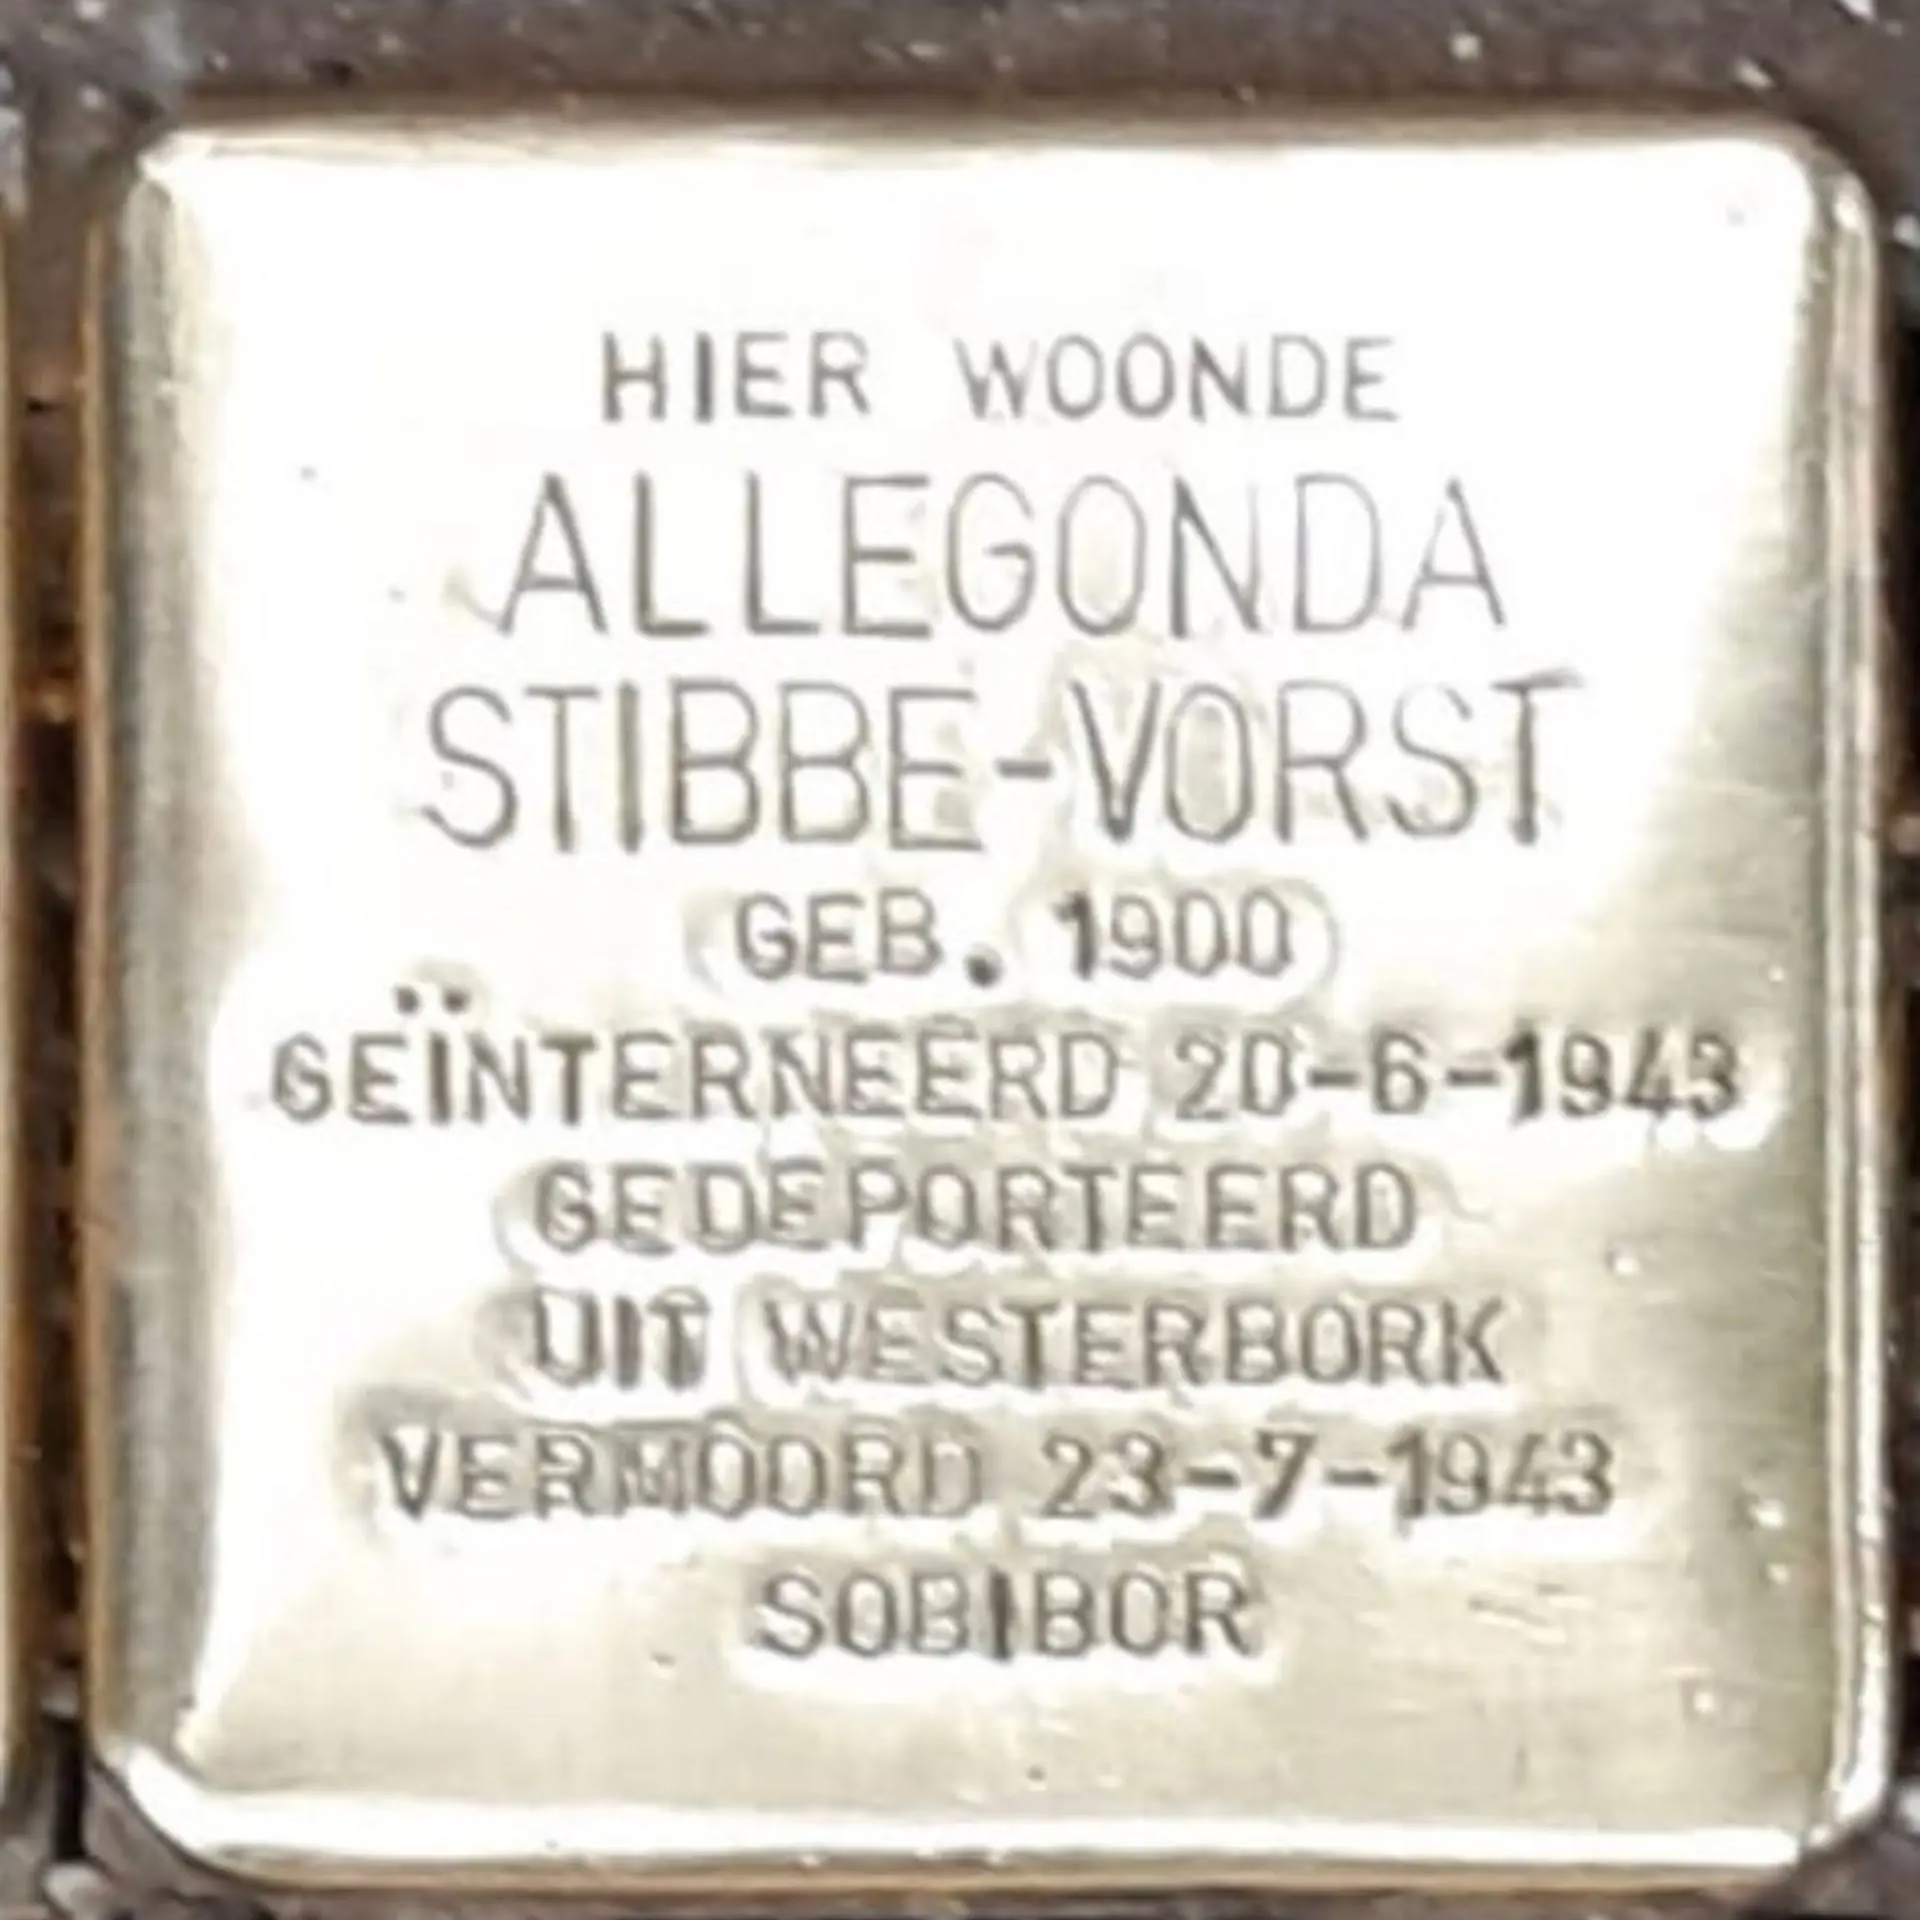 HIER WOONDE
ALLEGONDA
STIBBE-VORST
GEB. 1900
GEÏNTERNEERD 20-6-1943
GEDEPORTEERD
UIT WESTERBORK
VERMOORD 23-7-1943
SOBIBOR